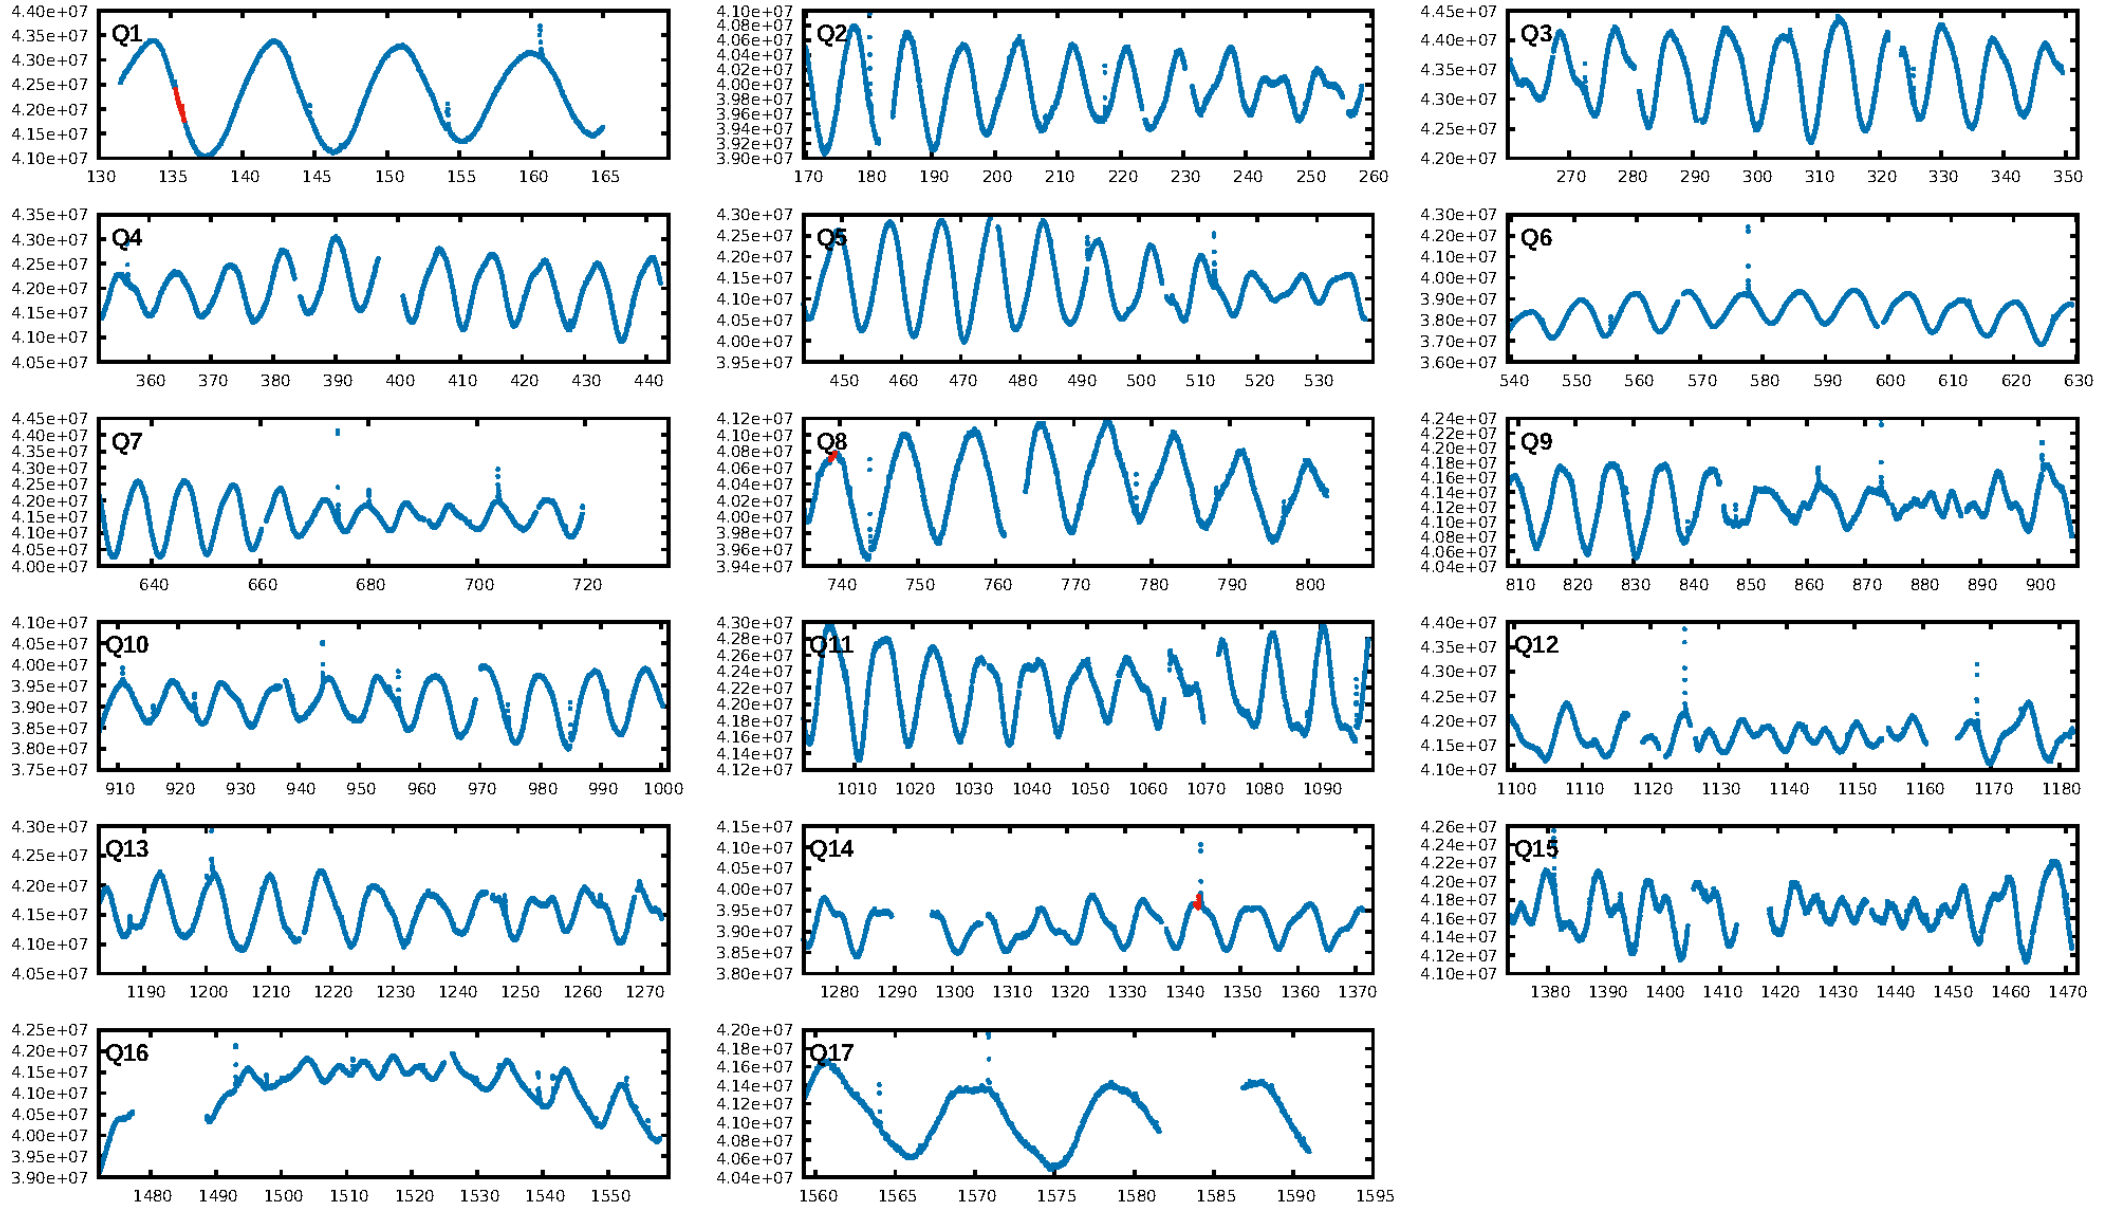 Q1
4.40e+07
4.35e+07
4.30e+07
4.25e+07
4.20e+07
4.15e+07
4.10e+07
130 135 140 145 150 155 160 165
Q2
4.10e+07
4.08e+07
4.06e+07
4.04e+07
4.02e+07
4.00e+07
3.98e+07
3.96e+07
3.94e+07
3.92e+07
3.90e+07
170 180 190 200 210 220 230 240 250 260
Q3
4.45e+07
4.40e+07
4.35e+07
4.30e+07
4.25e+07
4.20e+07
270 280 290 300 310 320 330 340 350
Q4
4.35e+07
4.30e+07
4.25e+07
4.20e+07
4.15e+07
4.10e+07
4.05e+07
360 370 380 390 400 410 420 430 440
Q5
4.30e+07
4.25e+07
4.20e+07
4.15e+07
4.10e+07
4.05e+07
4.00e+07
3.95e+07
450 460 470 480 490 500 510 520 530
Q6
4.30e+07
4.20e+07
4.10e+07
4.00e+07
3.90e+07
3.80e+07
3.70e+07
3.60e+07
540 550 560 570 580 590 600 610 620 630
Q7
4.45e+07
4.40e+07
4.35e+07
4.30e+07
4.25e+07
4.20e+07
4.15e+07
4.10e+07
4.05e+07
4.00e+07
640 660 680 700 720
Q8
4.12e+07
4.10e+07
4.08e+07
4.06e+07
4.04e+07
4.02e+07
4.00e+07
3.98e+07
3.96e+07
3.94e+07
740 750 760 770 780 790 800
Q9
4.24e+07
4.22e+07
4.20e+07
4.18e+07
4.16e+07
4.14e+07
4.12e+07
4.10e+07
4.08e+07
4.06e+07
4.04e+07
810 820 830 840 850 860 870 880 890 900
Q10
4.10e+07
4.05e+07
4.00e+07
3.95e+07
3.90e+07
3.85e+07
3.80e+07
3.75e+07
910 920 930 940 950 960 970 980 990 1000
Q11
4.30e+07
4.28e+07
4.26e+07
4.24e+07
4.22e+07
4.20e+07
4.18e+07
4.16e+07
4.14e+07
4.12e+07
1010 1020 1030 1040 1050 1060 1070 1080 1090
Q12
4.40e+07
4.35e+07
4.30e+07
4.25e+07
4.20e+07
4.15e+07
4.10e+07
1100 1110 1120 1130 1140 1150 1160 1170 1180
Q13
4.30e+07
4.25e+07
4.20e+07
4.15e+07
4.10e+07
4.05e+07
1190 1200 1210 1220 1230 1240 1250 1260 1270
Q14
4.15e+07
4.10e+07
4.05e+07
4.00e+07
3.95e+07
3.90e+07
3.85e+07
3.80e+07
1280 1290 1300 1310 1320 1330 1340 1350 1360 1370
Q15
4.26e+07
4.24e+07
4.22e+07
4.20e+07
4.18e+07
4.16e+07
4.14e+07
4.12e+07
4.10e+07
1380 1390 1400 1410 1420 1430 1440 1450 1460 1470
Q16
4.25e+07
4.20e+07
4.15e+07
4.10e+07
4.05e+07
4.00e+07
3.95e+07
3.90e+07
1480 1490 1500 1510 1520 1530 1540 1550
Q17
4.20e+07
4.18e+07
4.16e+07
4.14e+07
4.12e+07
4.10e+07
4.08e+07
4.06e+07
4.04e+07
1560 1565 1570 1575 1580 1585 1590 1595